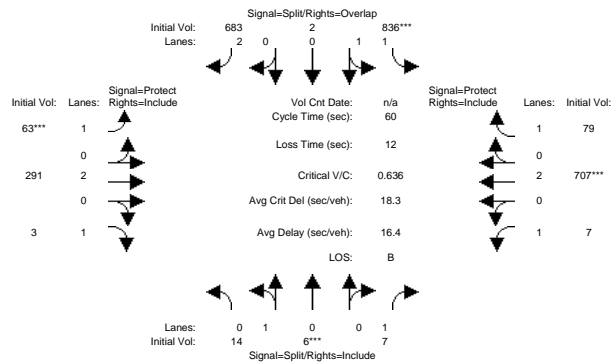 Signal=Split/Rights=Overlap
Initial Vol: 683 2 836***
Lanes: 2 0 0 1 1
Signal=Protect
Rights=Include
Initial Vol: Lanes:
63*** 1
0
291 2
0
3 1
Vol Cnt Date: n/a
Cycle Time (sec): 60
Loss Time (sec): 12
Critical V/C: 0.636
Avg Crit Del (sec/veh): 18.3
Avg Delay (sec/veh): 16.4
LOS: B
Signal=Protect
Rights=Include
Lanes: Initial Vol:
1 79
0
2 707***
0
1 7
Lanes: 0 1 0 0 1
Initial Vol: 14 6*** 7
Signal=Split/Rights=Include